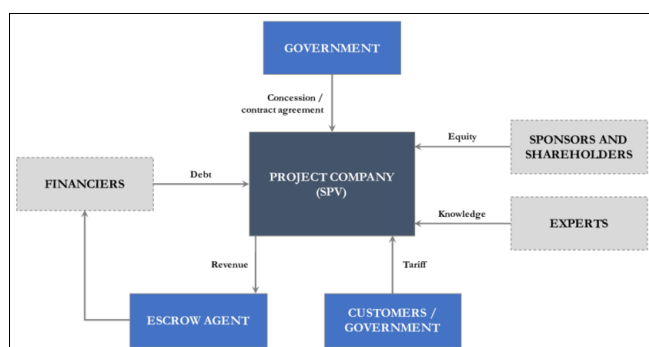 GOVERNMENT
Concession /
contract agreement
Equity
SPONSORS AND
SHAREHOLDERS
FINANCIERS
Debt
PROJECT COMPANY
(SPV)
Knowledge
EXPERTS
Revenue
Tariff
ESCROW AGENT
CUSTOMERS /
GOVERNMENT